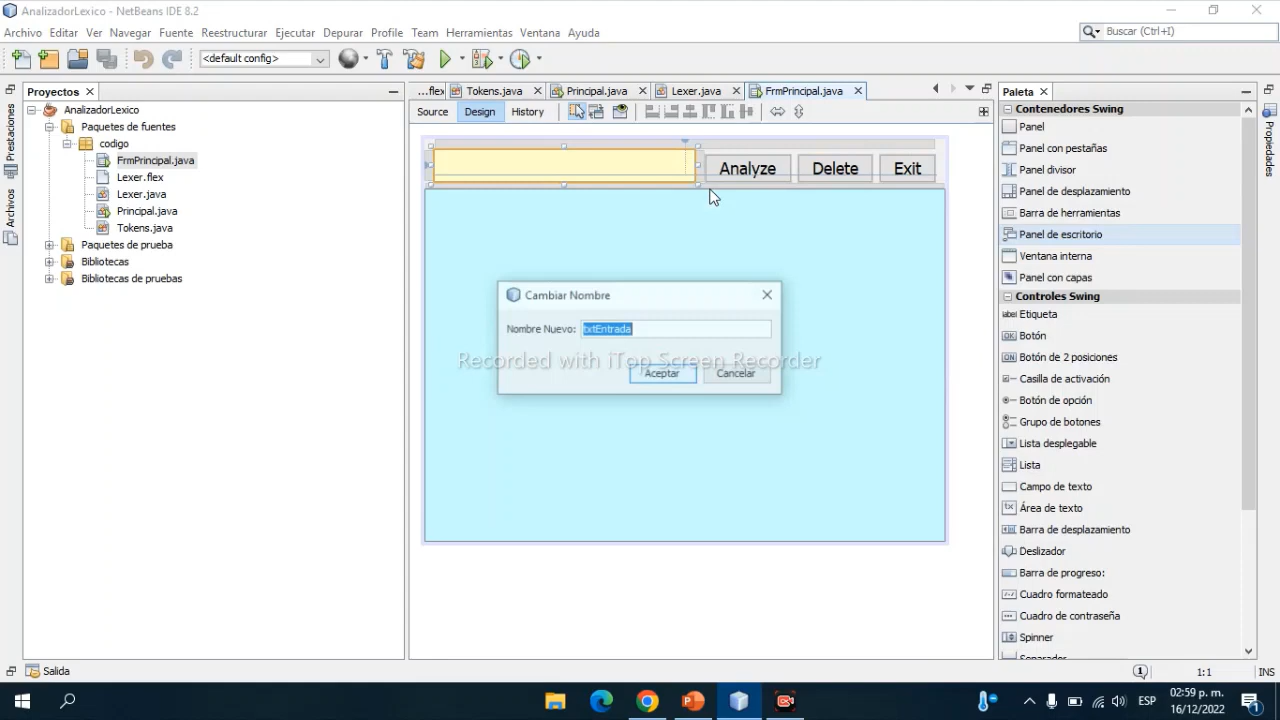 AnalizadorLexico - NetBeans IDE 8.2
Archivo Editar Ver Navegar Fuente Reestructurar Ejecutar Depurar Profile Team Herramientas Ventana Ayuda
Buscar (Ctrl+I)
<default config>
Proyectos
...flex Tokens.java Principal.java Lexer.java FrmPrincipal.java
Paleta
Source Design History
Prestaciones
Archivos
Propiedades
AnalizadorLexico
Paquetes de fuentes
codigo
FrmPrincipal.java
Lexer.flex
Lexer.java
Principal.java
Tokens.java
Paquetes de prueba
Bibliotecas
Bibliotecas de pruebas
Analyze Delete Exit
Cambiar Nombre
Nombre Nuevo: txtEntrada
Recorded with iTop Screen Recorder
Aceptar Cancelar
Contenedores Swing
Panel
Panel con pestañas
Panel divisor
Panel de desplazamiento
Barra de herramientas
Panel de escritorio
Ventana interna
Panel con capas
Controles Swing
label Etiqueta
OK Botón
ON Botón de 2 posiciones
Casilla de activación
Botón de opción
Grupo de botones
Lista desplegable
Lista
Campo de texto
Área de texto
Barra de desplazamiento
Deslizador
Barra de progreso:
Cuadro formateado
Cuadro de contraseña
Spinner
Separador
Salida
1
1:1
INS
ESP
02:59 p. m.
16/12/2022
1